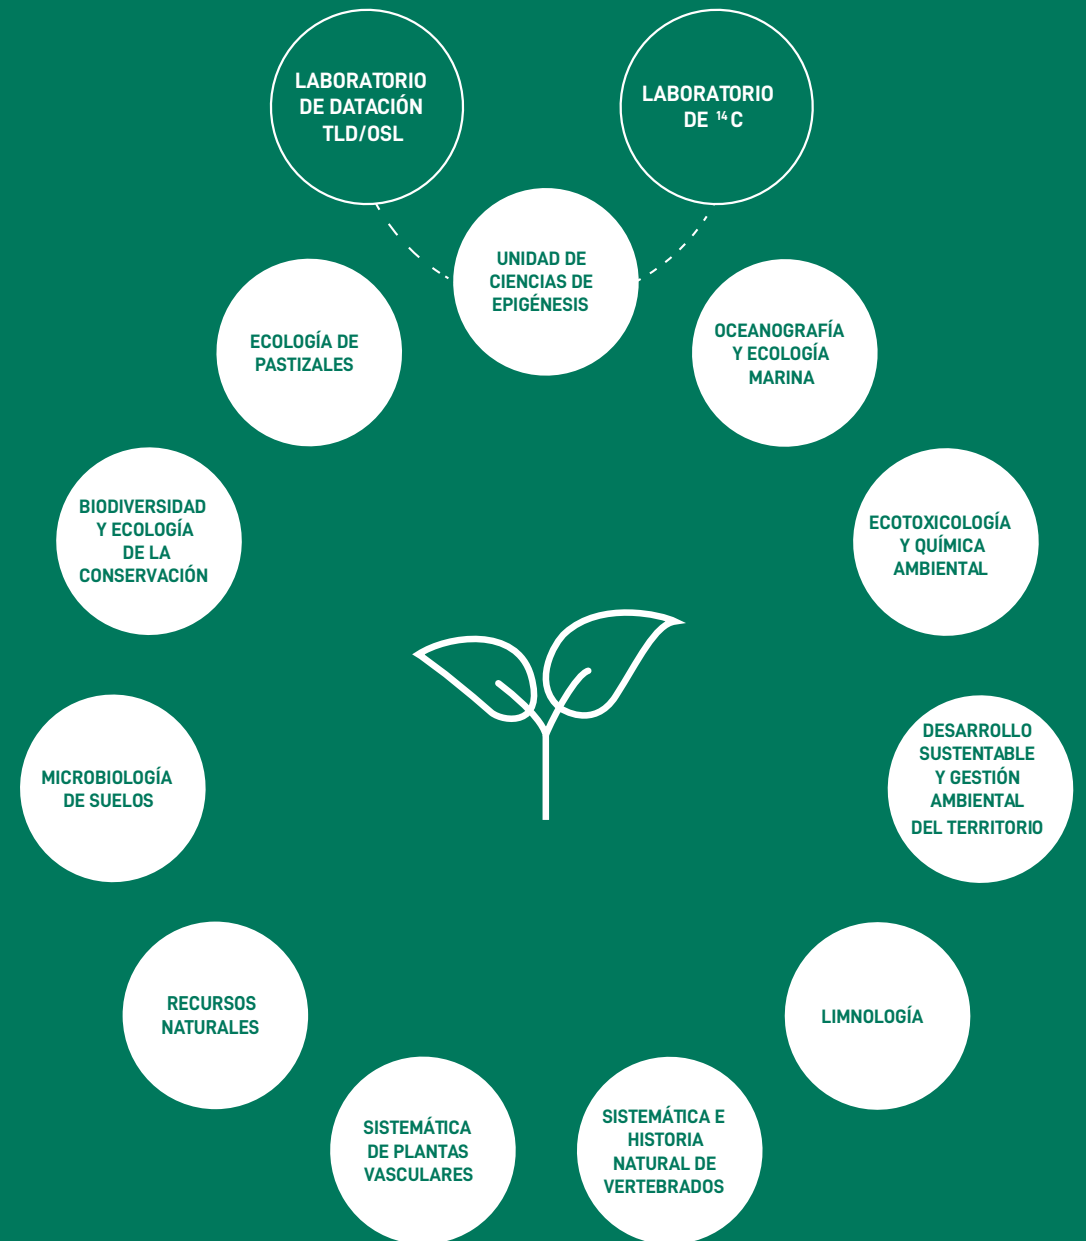 LABORATORIO
DE DATACIÓN
TLD/OSL
LABORATORIO
DE ¹⁴C
UNIDAD DE
CIENCIAS DE
EPIGÉNESIS
ECOLOGÍA DE
PASTIZALES
OCEANOGRAFÍA
Y ECOLOGÍA
MARINA
BIODIVERSIDAD
Y ECOLOGÍA
DE LA
CONSERVACIÓN
ECOTOXICOLOGÍA
Y QUÍMICA
AMBIENTAL
MICROBIOLOGÍA
DE SUELOS
DESARROLLO
SUSTENTABLE
Y GESTIÓN
AMBIENTAL
DEL TERRITORIO
RECURSOS
NATURALES
LIMNOLOGÍA
SISTEMÁTICA
DE PLANTAS
VASCULARES
SISTEMÁTICA E
HISTORIA
NATURAL DE
VERTEBRADOS